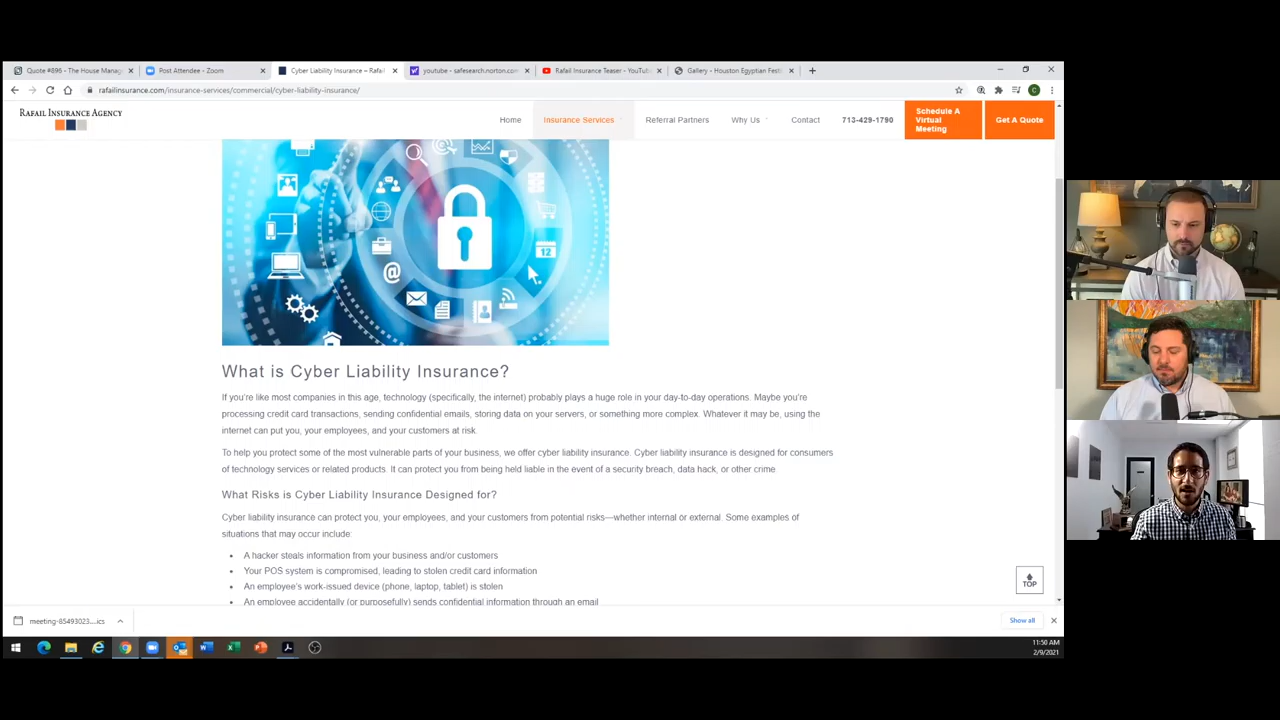 Quote #896 - The House Manag
Post Attendee - Zoom
Cyber Liability Insurance – Rafai
youtube - safesearch.norton.com
Rafail Insurance Teaser - YouTub
Gallery - Houston Egyptian Festi
rafailinsurance.com/insurance-services/commercial/cyber-liability-insurance/
C
RAFAIL INSURANCE AGENCY
Home
Insurance Services
Referral Partners
Why Us
Contact
713-429-1790
Schedule A
Virtual
Meeting
Get A Quote
12
@
What is Cyber Liability Insurance?
If you're like most companies in this age, technology (specifically, the internet) probably plays a huge role in your day-to-day operations. Maybe you're
processing credit card transactions, sending confidential emails, storing data on your servers, or something more complex. Whatever it may be, using the
internet can put you, your employees, and your customers at risk
To help you protect some of the most vulnerable parts of your business, we offer cyber liability insurance. Cyber liability insurance is designed for consumers
of technology services or related products. It can protect you from being held liable in the event of a security breach, data hack, or other crime
What Risks is Cyber Liability Insurance Designed for?
Cyber liability insurance can protect you, your employees, and your customers from potential risks—whether internal or external. Some examples of
situations that may occur include:
• A hacker steals information from your business and/or customers
• Your POS system is compromised, leading to stolen credit card information
• An employee's work-issued device (phone, laptop, tablet) is stolen
• An employee accidentally (or purposefully) sends confidential information through an email
TOP
meeting-85493023....ics
Show all
11:50 AM
2/9/2021